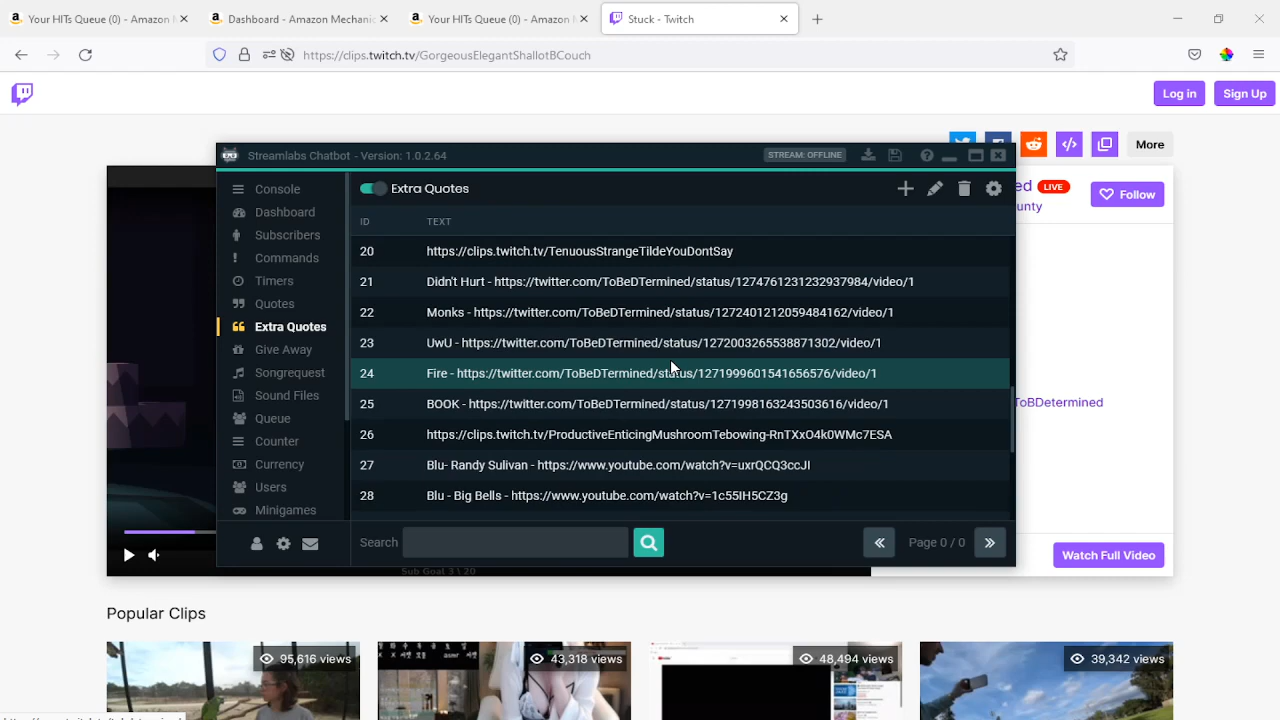 Your HITs Queue (0) - Amazon
Dashboard - Amazon Mechanic
Your HITs Queue (0) - Amazon
Stuck - Twitch
https://clips.twitch.tv/GorgeousElegantShallotBCouch
Log in
Sign Up
More
Streamlabs Chatbot - Version: 1.0.2.64
STREAM: OFFLINE
Console
Dashboard
Subscribers
Commands
Timers
Quotes
Extra Quotes
Give Away
Songrequest
Sound Files
Queue
Counter
Currency
Users
Minigames
Extra Quotes
ID TEXT
20 https://clips.twitch.tv/TenuousStrangeTildeYouDontSay
21 Didn't Hurt - https://twitter.com/ToBeDTermined/status/1274761231232937984/video/1
22 Monks - https://twitter.com/ToBeDTermined/status/1272401212059484162/video/1
23 UwU - https://twitter.com/ToBeDTermined/status/1272003265538871302/video/1
24 Fire - https://twitter.com/ToBeDTermined/status/1271999601541656576/video/1
25 BOOK - https://twitter.com/ToBeDTermined/status/1271998163243503616/video/1
26 https://clips.twitch.tv/ProductiveEnticingMushroomTebowing-RnTXxO4k0WMc7ESA
27 Blu- Randy Sulivan - https://www.youtube.com/watch?v=uxrQCQ3ccJI
28 Blu - Big Bells - https://www.youtube.com/watch?v=1c55IH5CZ3g
Search
Page 0 / 0
ed LIVE
unty
Follow
ToBDetermined
Watch Full Video
Sub Goal 3 \ 20
Popular Clips
95,616 views
43,318 views
48,494 views
39,342 views